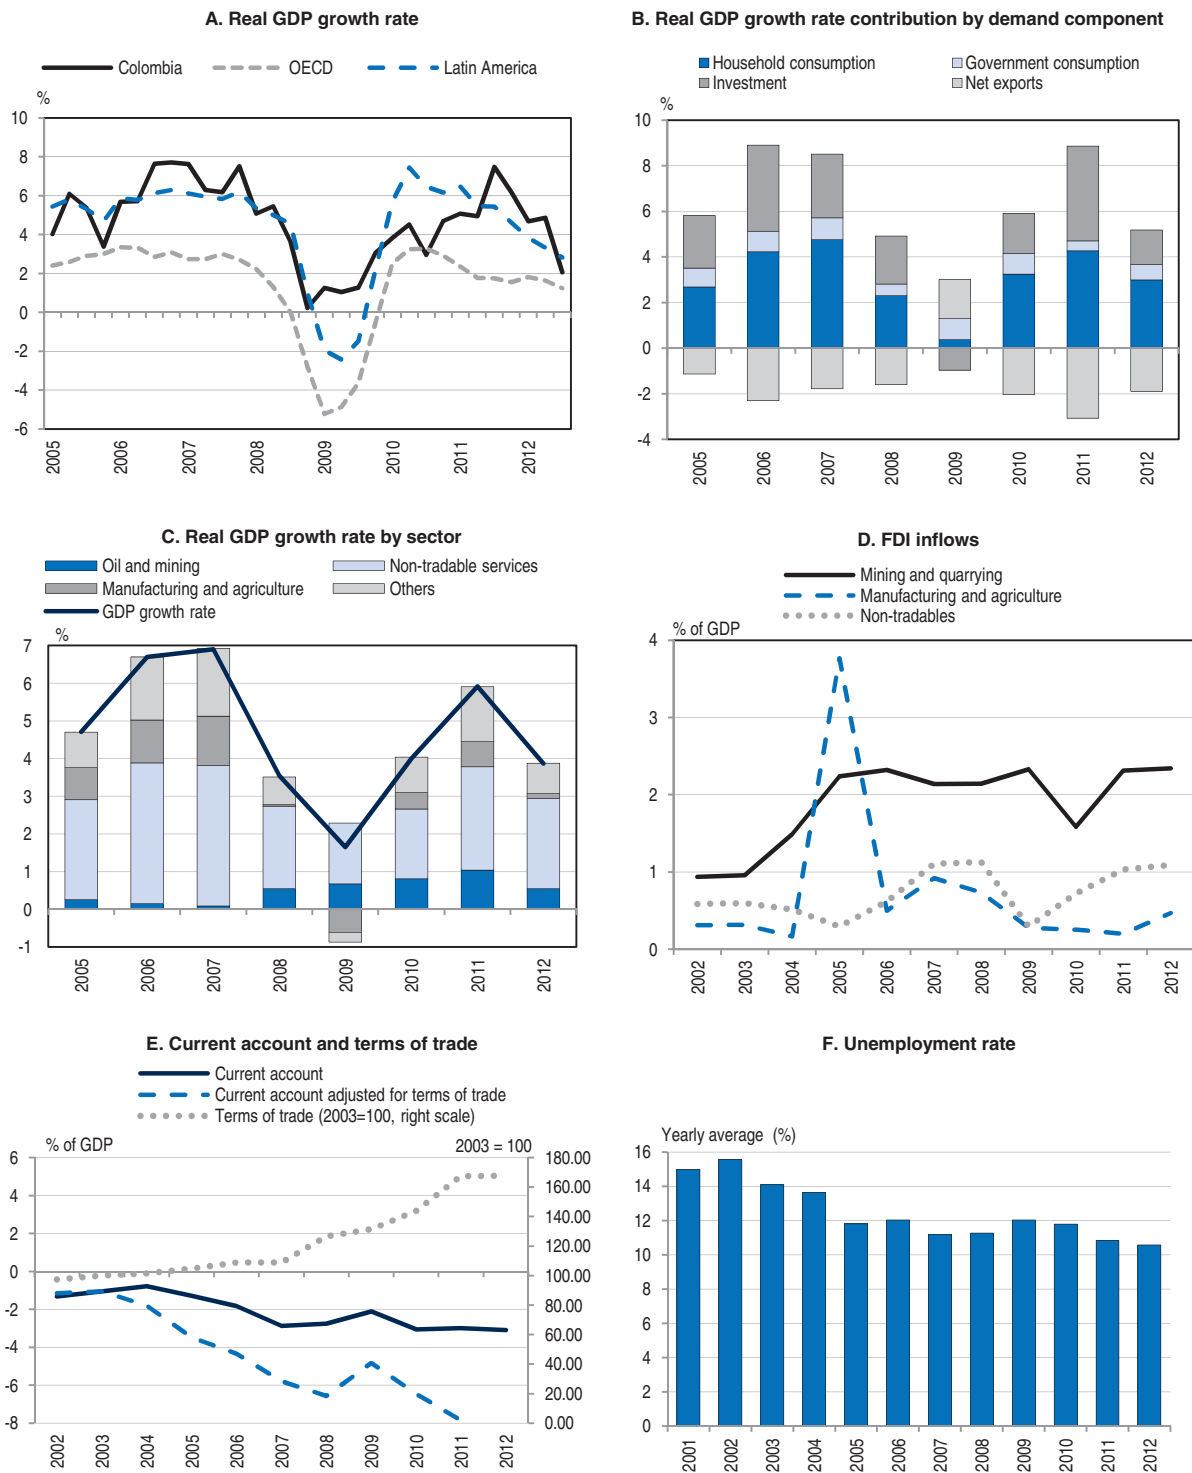 A. Real GDP growth rate
Colombia OECD Latin America
%
10
8
6
4
2
0
-2
-4
-6
2005 2006 2007 2008 2009 2010 2011 2012
B. Real GDP growth rate contribution by demand component
Household consumption Government consumption
Investment Net exports
%
10
8
6
4
2
0
-2
-4
2005 2006 2007 2008 2009 2010 2011 2012
C. Real GDP growth rate by sector
Oil and mining Non-tradable services
Manufacturing and agriculture Others
GDP growth rate
%
7
6
5
4
3
2
1
0
-1
2005 2006 2007 2008 2009 2010 2011 2012
D. FDI inflows
Mining and quarrying
Manufacturing and agriculture
Non-tradables
% of GDP
4
3
2
1
0
2002 2003 2004 2005 2006 2007 2008 2009 2010 2011 2012
E. Current account and terms of trade
Current account
Current account adjusted for terms of trade
Terms of trade (2003=100, right scale)
% of GDP 2003 = 100
6 180.00
160.00
4
140.00
2
120.00
0
100.00
-2
80.00
60.00
-4
40.00
-6
20.00
-8 0.00
2002 2003 2004 2005 2006 2007 2008 2009 2010 2011 2012
F. Unemployment rate
Yearly average (%)
16
14
12
10
8
6
4
2
0
2001 2002 2003 2004 2005 2006 2007 2008 2009 2010 2011 2012